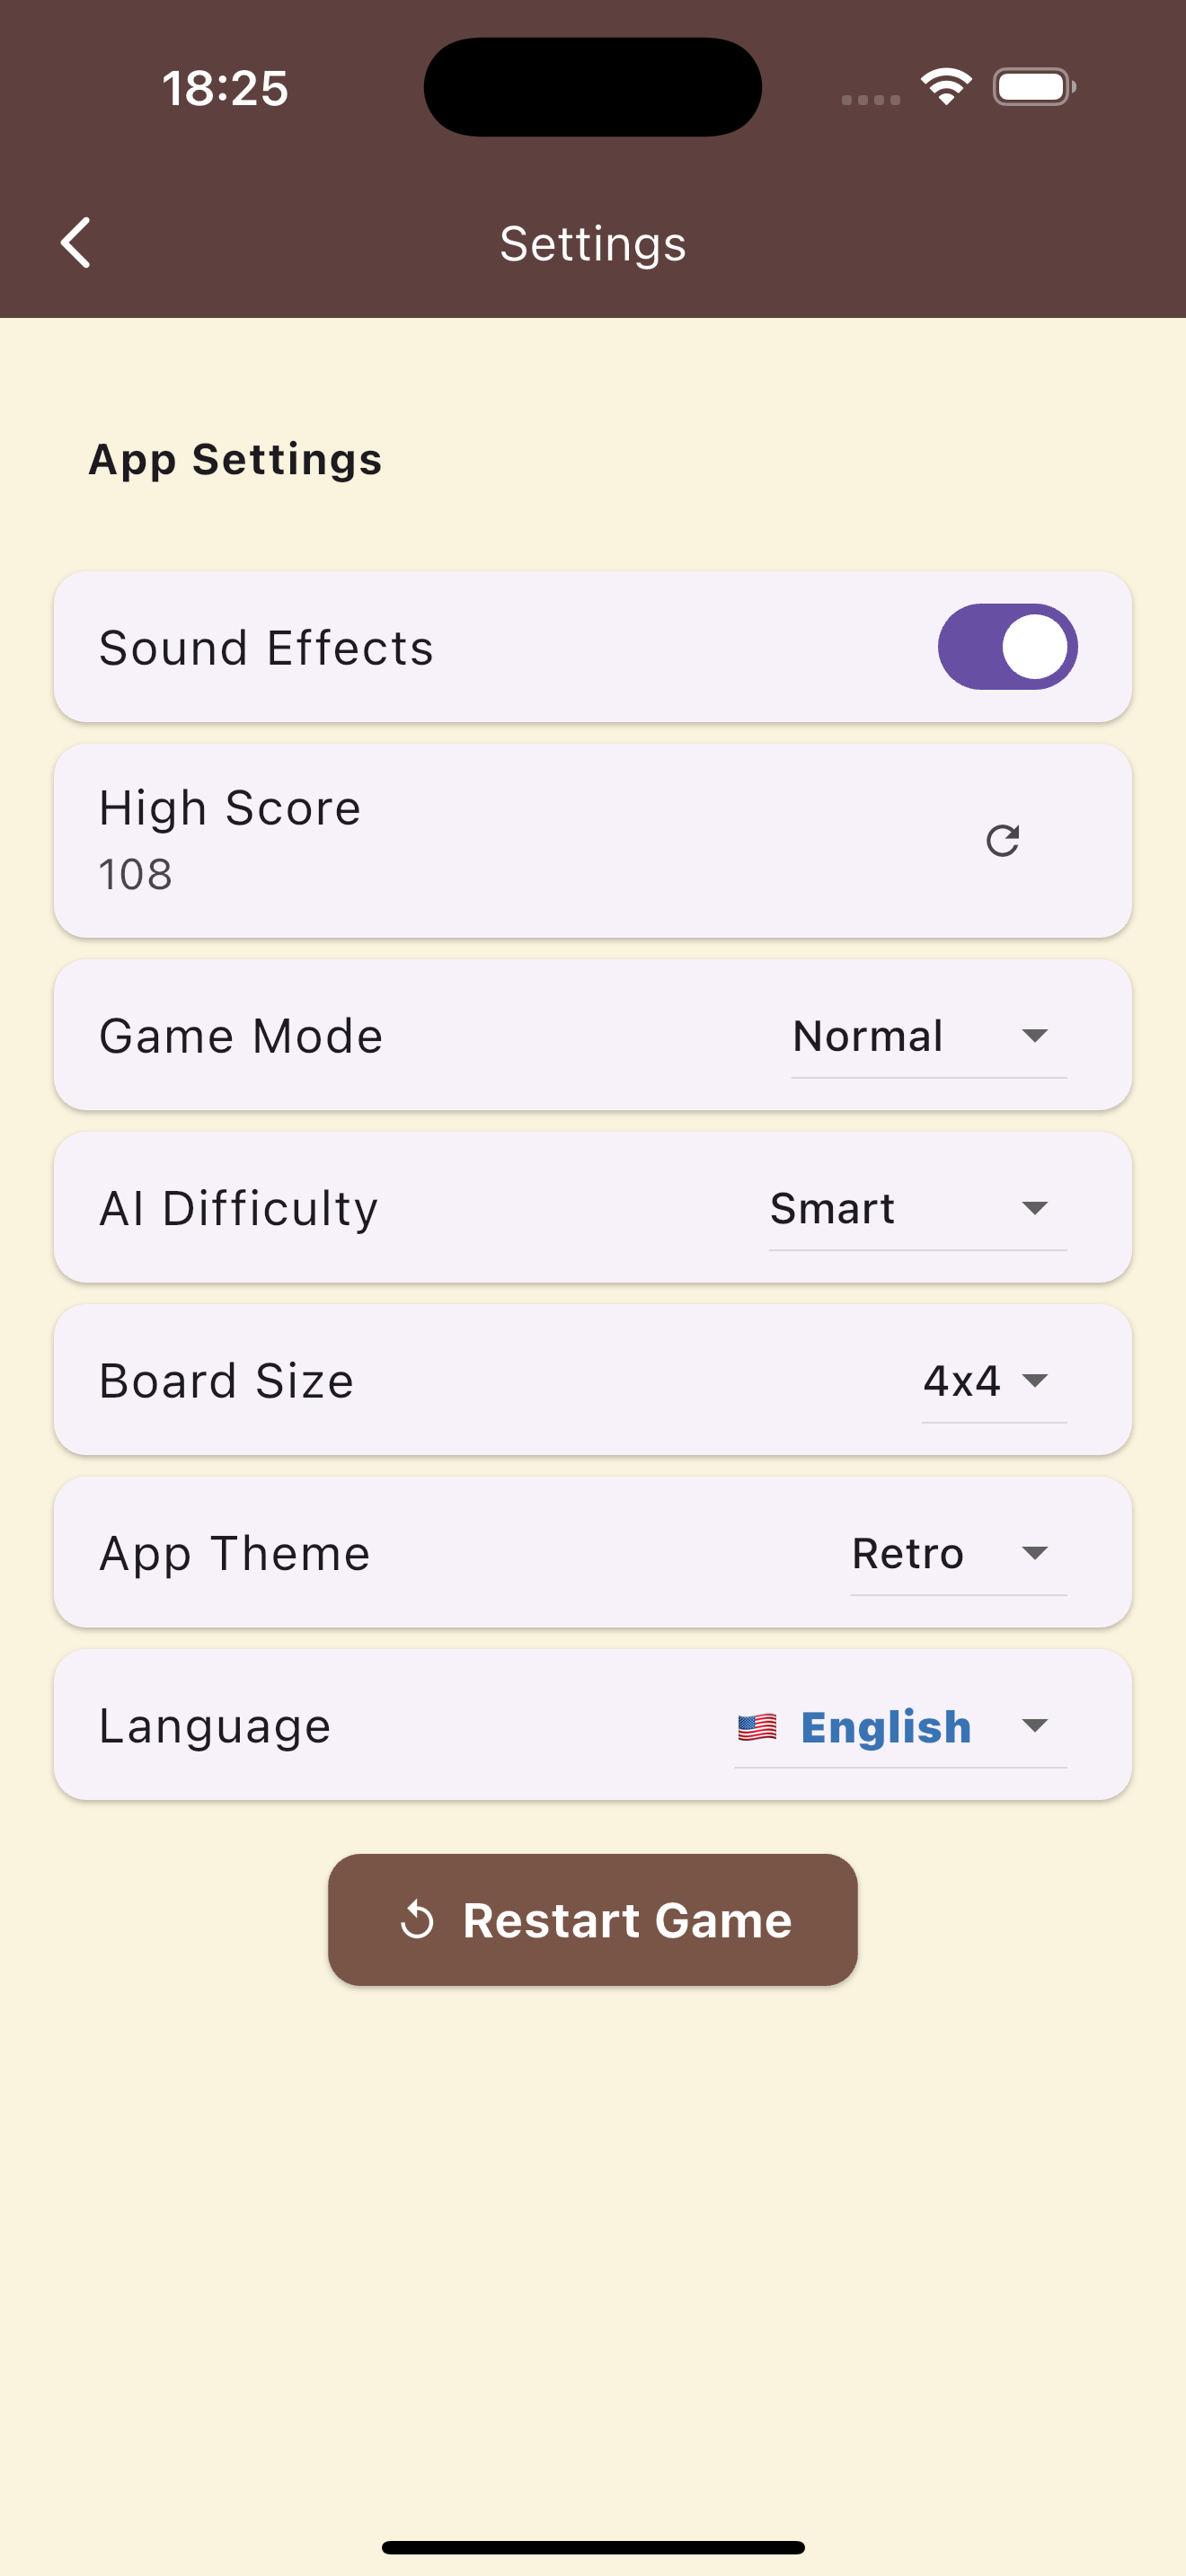 18:25
Settings
App Settings
Sound Effects
High Score
108
Game Mode
Normal
AI Difficulty
Smart
Board Size
4x4
App Theme
Retro
Language
English
Restart Game